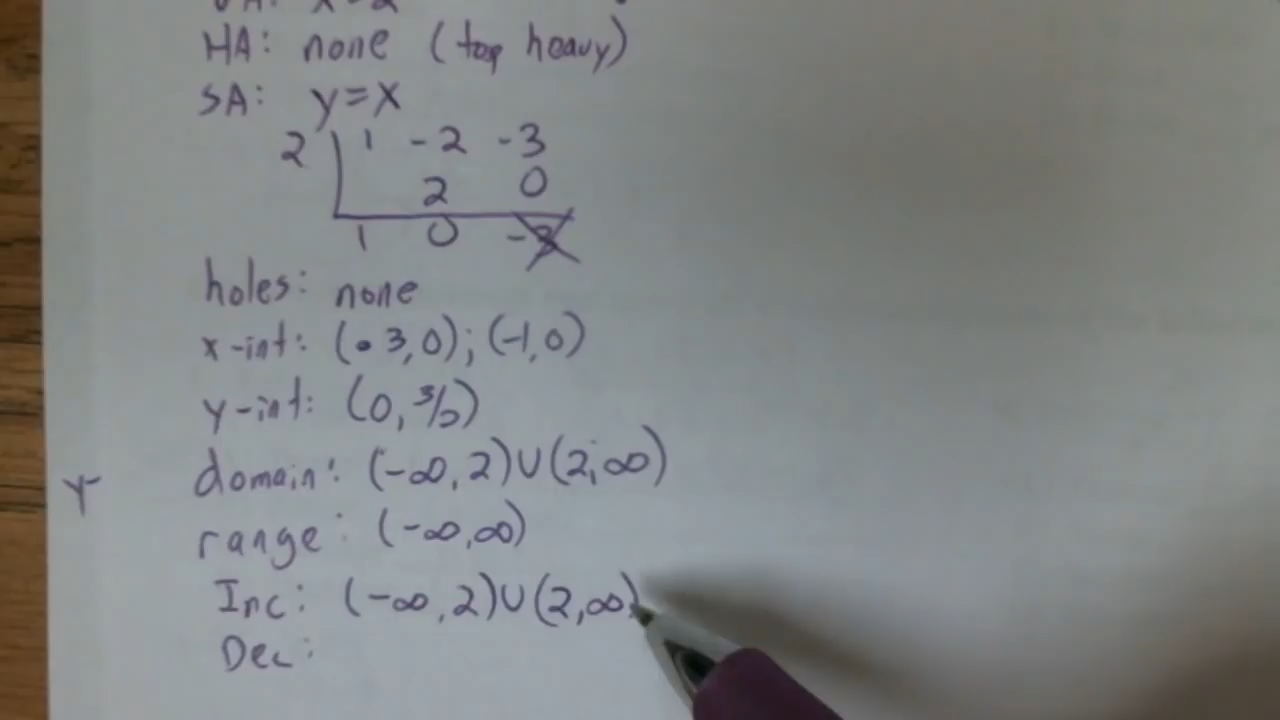 HA: none (top heavy)
SA: y=x
2 | 1 -2 -3
2 0
1 0 -3
holes: none
x-int: (3,0); (-1,0)
y-int: (0, 3/2)
domain: (-∞, 2)∪(2,∞)
range: (-∞,∞)
Inc: (-∞, 2)∪(2,∞)
Dec: